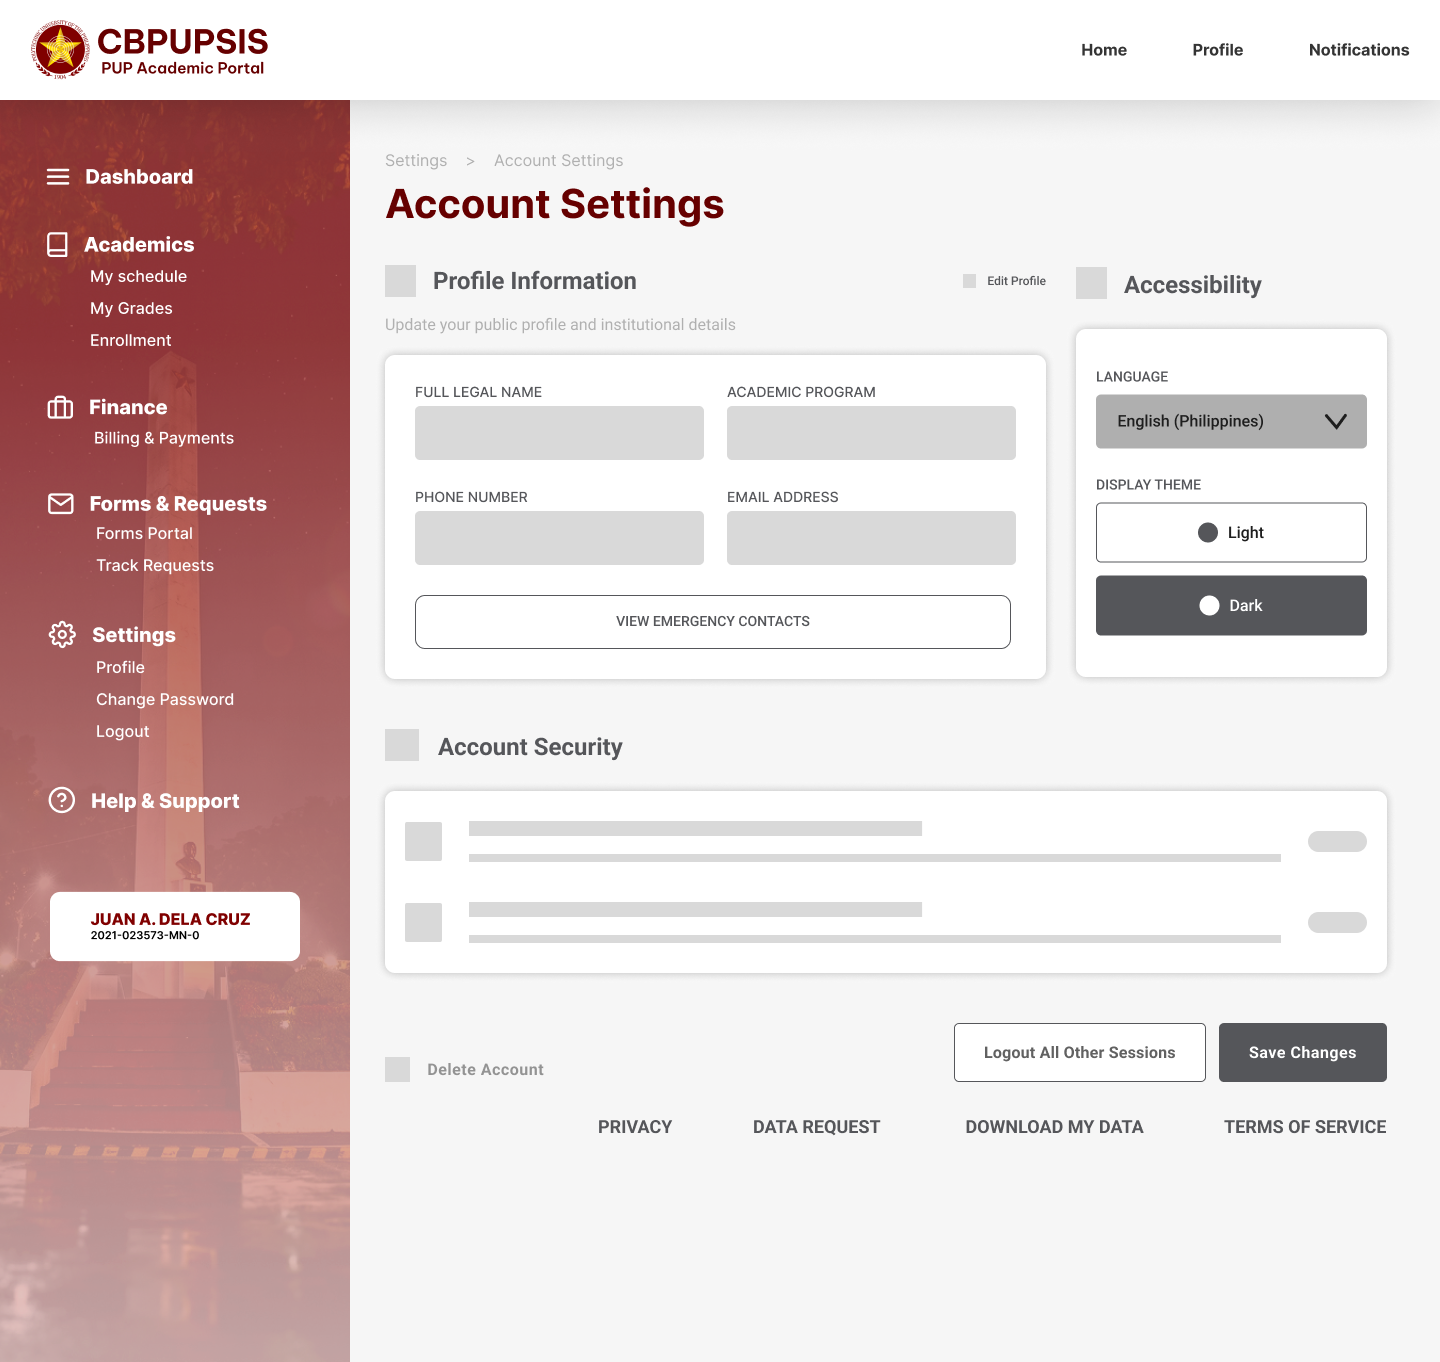 CBPUPSIS
PUP Academic Portal
1904
Home
Profile
Notifications
Dashboard
Academics
My schedule
My Grades
Enrollment
Finance
Billing & Payments
Forms & Requests
Forms Portal
Track Requests
Settings
Profile
Change Password
Logout
Help & Support
JUAN A. DELA CRUZ
2021-023573-MN-0
Settings > Account Settings
Account Settings
Profile Information
Edit Profile
Update your public profile and institutional details
FULL LEGAL NAME
ACADEMIC PROGRAM
PHONE NUMBER
EMAIL ADDRESS
VIEW EMERGENCY CONTACTS
Accessibility
LANGUAGE
English (Philippines)
DISPLAY THEME
Light
Dark
Account Security
Delete Account
Logout All Other Sessions
Save Changes
PRIVACY
DATA REQUEST
DOWNLOAD MY DATA
TERMS OF SERVICE